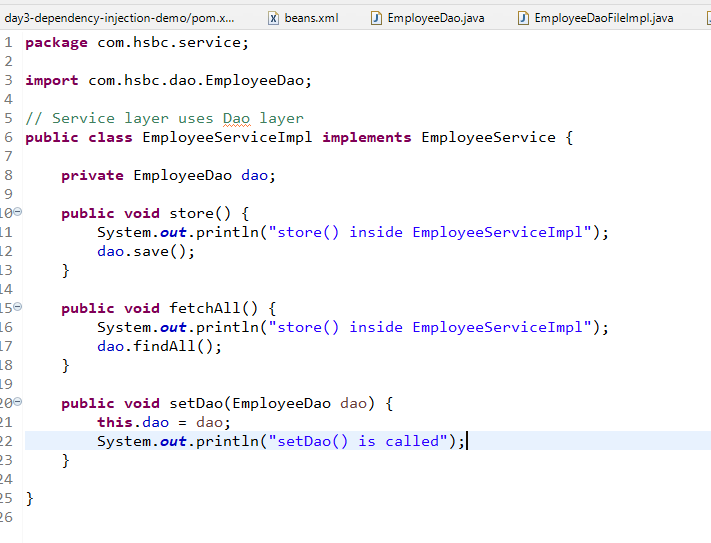 day3-dependency-injection-demo/pom.x... beans.xml EmployeeDao.java EmployeeDaoFileImpl.java
1 package com.hsbc.service;
2
3 import com.hsbc.dao.EmployeeDao;
4
5 // Service layer uses Dao layer
6 public class EmployeeServiceImpl implements EmployeeService {
7
8     private EmployeeDao dao;
9
10     public void store() {
11         System.out.println("store() inside EmployeeServiceImpl");
12         dao.save();
13     }
14
15     public void fetchAll() {
16         System.out.println("store() inside EmployeeServiceImpl");
17         dao.findAll();
18     }
19
20     public void setDao(EmployeeDao dao) {
21         this.dao = dao;
22         System.out.println("setDao() is called");
23     }
24
25 }
26